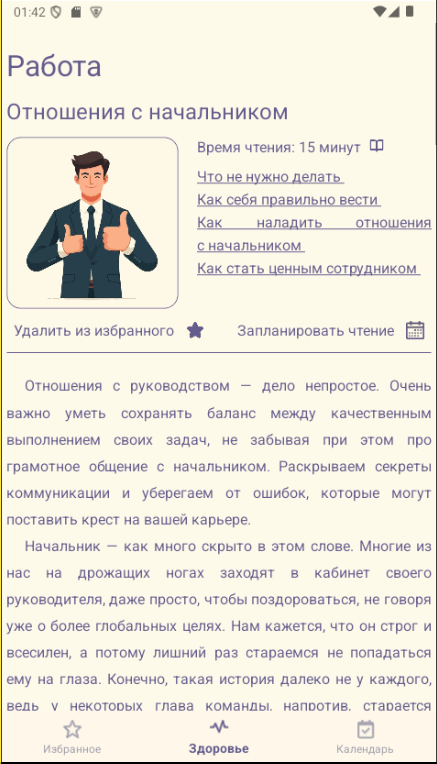 01:42
Работа
Отношения с начальником
Время чтения: 15 минут
Что не нужно делать
Как себя правильно вести
Как наладить отношения
с начальником
Как стать ценным сотрудником
Удалить из избранного
Запланировать чтение
Отношения с руководством — дело непростое. Очень
важно уметь сохранять баланс между качественным
выполнением своих задач, не забывая при этом про
грамотное общение с начальником. Раскрываем секреты
коммуникации и уберегаем от ошибок, которые могут
поставить крест на вашей карьере.
Начальник — как много скрыто в этом слове. Многие из
нас на дрожащих ногах заходят в кабинет своего
руководителя, даже просто, чтобы поздороваться, не говоря
уже о более глобальных целях. Нам кажется, что он строг и
всесилен, а потому лишний раз стараемся не попадаться
ему на глаза. Конечно, такая история далеко не у каждого,
ведь у некоторых глава команды, напротив, старается
Избранное
Здоровье
Календарь